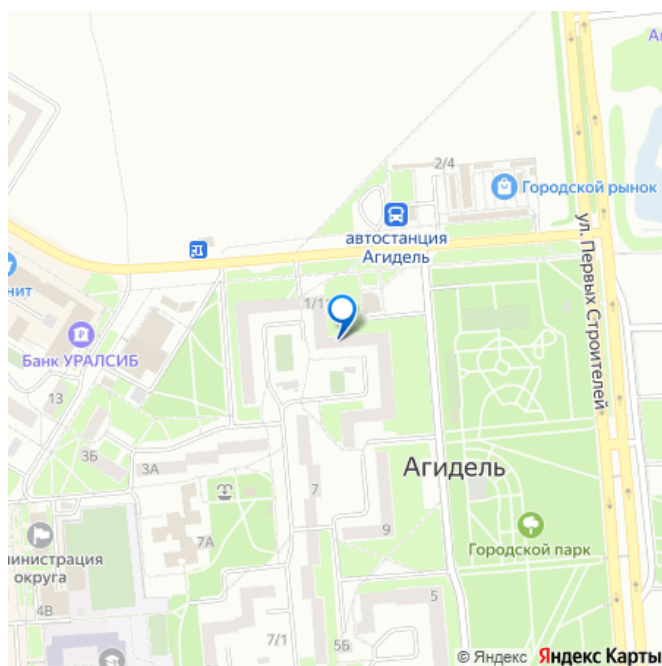 А
2/4
Городской рынок
автостанция
Агидель
ул. Первых Строителей
нит
1/1
Банк УРАЛСИБ
13
3Б
3А
Агидель
7
7А
9
Городской парк
министрация
округа
4В
5
7/1
5Б
© Яндекс Яндекс Карты